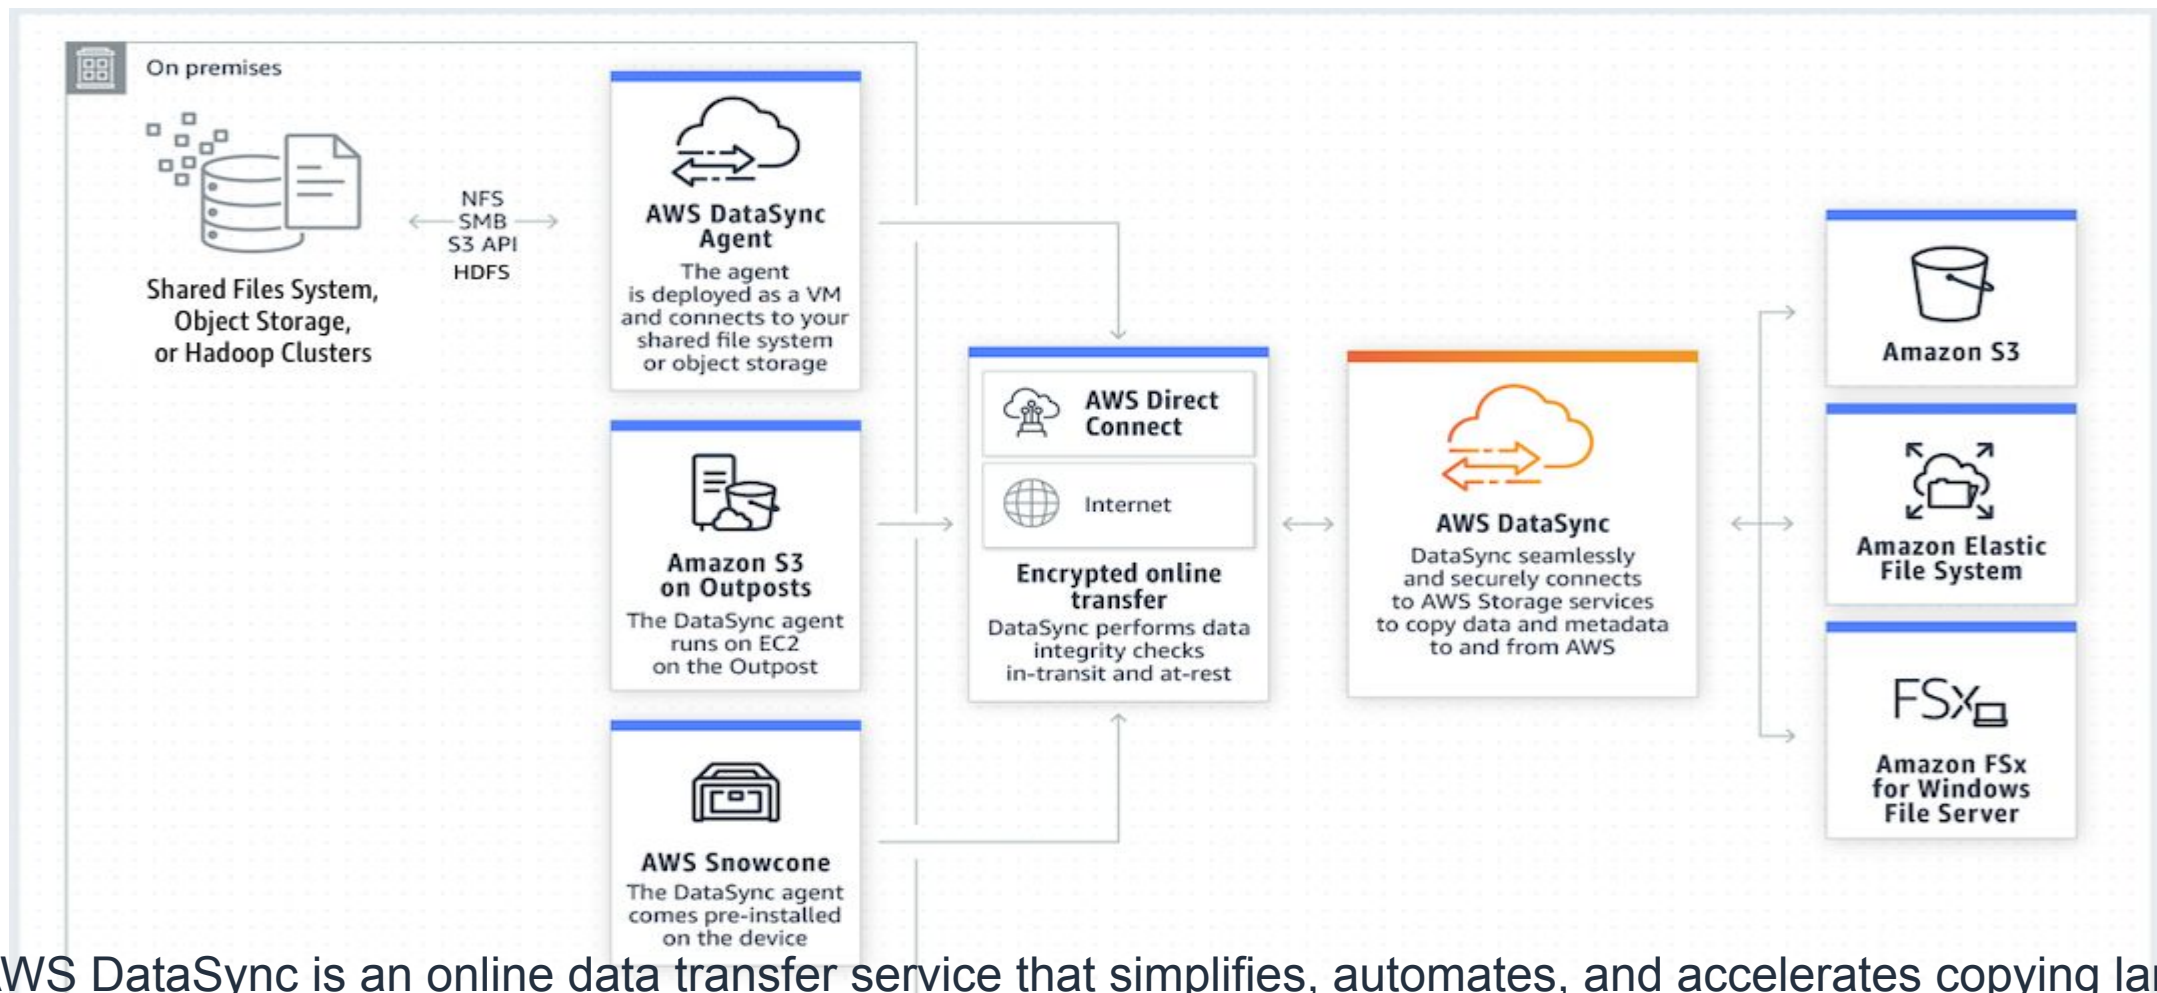 On premises
Shared Files System,
Object Storage,
or Hadoop Clusters
NFS
SMB
S3 API
HDFS
AWS DataSync
Agent
The agent
is deployed as a VM
and connects to your
shared file system
or object storage
Amazon S3
on Outposts
The DataSync agent
runs on EC2
on the Outpost
AWS Snowcone
The DataSync agent
comes pre-installed
on the device
AWS Direct
Connect
Internet
Encrypted online
transfer
DataSync performs data
integrity checks
in-transit and at-rest
AWS DataSync
DataSync seamlessly
and securely connects
to AWS Storage services
to copy data and metadata
to and from AWS
Amazon S3
Amazon Elastic
File System
FSx
Amazon FSx
for Windows
File Server
WS DataSync is an online data transfer service that simplifies, automates, and accelerates copying lar